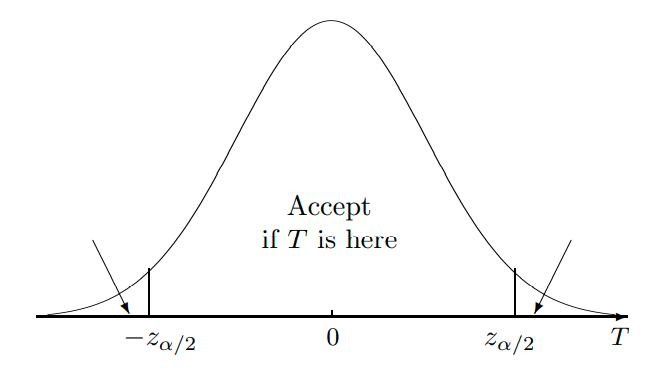 Accept
if T is here
−z_{α/2}
0
z_{α/2}
T